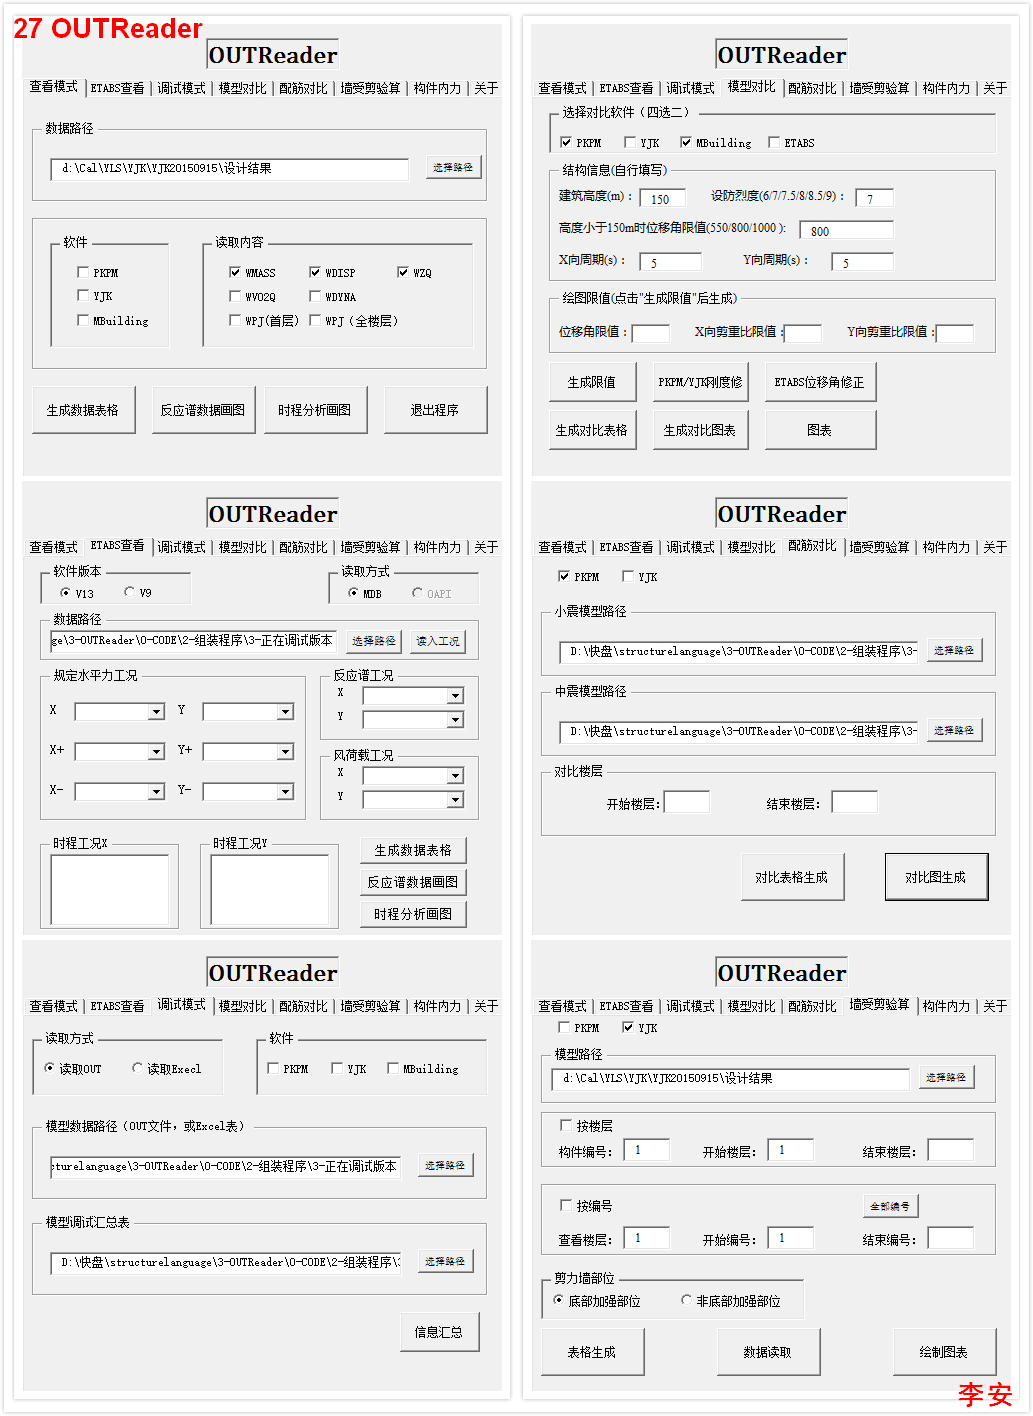 27 OUTReader
OUTReader
查看模式 ETABS查看 调试模式 模型对比 配筋对比 墙受剪验算 构件内力 关于
数据路径
d:\Cal\YLS\YJK\YJK20150915\设计结果 选择路径
软件 读取内容
PKPM WMASS WDISP WZQ
YJK WV02Q WDYNA
MBuilding WPJ(首层) WPJ（全楼层）
生成数据表格 反应谱数据画图 时程分析画图 退出程序
OUTReader
查看模式 ETABS查看 调试模式 模型对比 配筋对比 墙受剪验算 构件内力 关于
软件版本 读取方式
V13 V9 MDB OAPI
数据路径
ge\3-OUTReader\0-CODE\2-组装程序\3-正在调试版本 选择路径 读入工况
规定水平力工况 反应谱工况
X
X Y
Y
X+ Y+ 风荷载工况
X
X- Y-
Y
时程工况X 时程工况Y
生成数据表格
反应谱数据画图
时程分析画图
OUTReader
查看模式 ETABS查看 调试模式 模型对比 配筋对比 墙受剪验算 构件内力 关于
读取方式 软件
读取OUT 读取Execl PKPM YJK MBuilding
模型数据路径（OUT文件，或Excel表）
cturelanguage\3-OUTReader\0-CODE\2-组装程序\3-正在调试版本 选择路径
模型调试汇总表
D:\快盘\structurelanguage\3-OUTReader\0-CODE\2-组装程序\3 选择路径
信息汇总
OUTReader
查看模式 ETABS查看 调试模式 模型对比 配筋对比 墙受剪验算 构件内力 关于
选择对比软件（四选二）
PKPM YJK MBuilding ETABS
结构信息(自行填写)
建筑高度(m)： 150 设防烈度(6/7/7.5/8/8.5/9)： 7
高度小于150m时位移角限值(550/800/1000 ): 800
X向周期(s)： 5 Y向周期(s)： 5
绘图限值(点击"生成限值"后生成)
位移角限值： X向剪重比限值： Y向剪重比限值：
生成限值 PKPM/YJK刚度修 ETABS位移角修正
生成对比表格 生成对比图表 图表
OUTReader
查看模式 ETABS查看 调试模式 模型对比 配筋对比 墙受剪验算 构件内力 关于
PKPM YJK
小震模型路径
D:\快盘\structurelanguage\3-OUTReader\0-CODE\2-组装程序\3- 选择路径
中震模型路径
D:\快盘\structurelanguage\3-OUTReader\0-CODE\2-组装程序\3- 选择路径
对比楼层
开始楼层: 结束楼层:
对比表格生成 对比图生成
OUTReader
查看模式 ETABS查看 调试模式 模型对比 配筋对比 墙受剪验算 构件内力 关于
PKPM YJK
模型路径
d:\Cal\YLS\YJK\YJK20150915\设计结果 选择路径
按楼层
构件编号: 1 开始楼层: 1 结束楼层:
按编号 全部编号
查看楼层: 1 开始编号: 1 结束编号:
剪力墙部位
底部加强部位 非底部加强部位
表格生成 数据读取 绘制图表
李安